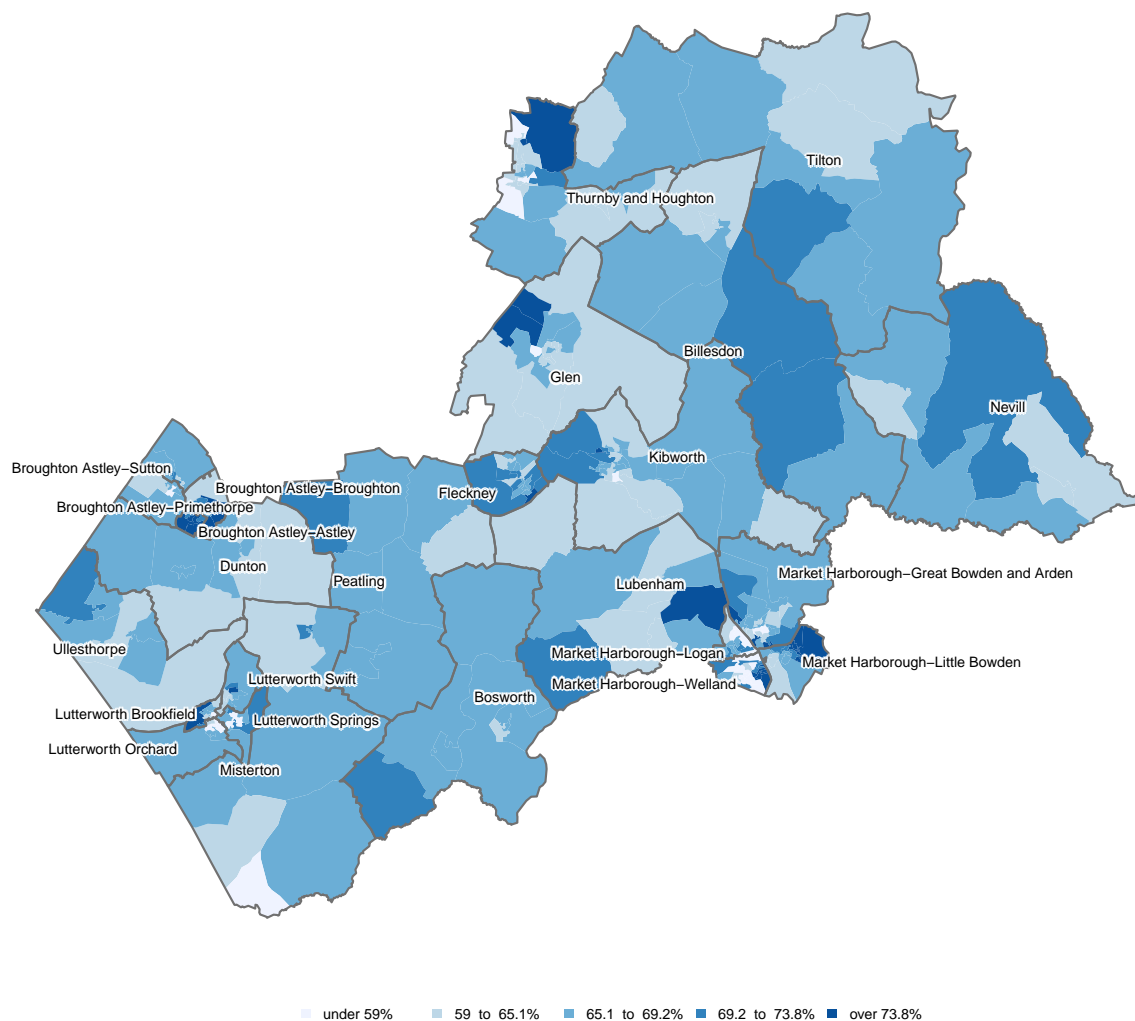 Tilton
Thurnby and Houghton
Billesdon
Glen
Nevill
Kibworth
Broughton Astley−Sutton
Broughton Astley−Broughton
Fleckney
Broughton Astley−Primethorpe
Broughton Astley−Astley
Dunton
Peatling
Lubenham
Market Harborough−Great Bowden and Arden
Ullesthorpe
Market Harborough−Logan
Market Harborough−Little Bowden
Lutterworth Swift
Market Harborough−Welland
Bosworth
Lutterworth Brookfield
Lutterworth Springs
Lutterworth Orchard
Misterton
under 59% 59 to 65.1% 65.1 to 69.2% 69.2 to 73.8% over 73.8%